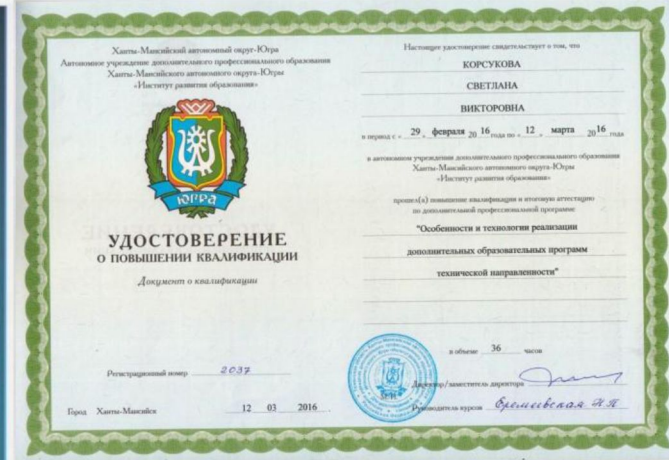 Ханты-Мансийский автономный округ-Югра
Автономное учреждение дополнительного профессионального образования
Ханты-Мансийского автономного округа-Югры
«Институт развития образования»
ЮГРА
УДОСТОВЕРЕНИЕ
О ПОВЫШЕНИИ КВАЛИФИКАЦИИ
Документ о квалификации
Регистрационный номер 2037
Город Ханты-Мансийск 12 03 2016 .
Настоящее удостоверение свидетельствует о том, что
КОРСУКОВА
СВЕТЛАНА
ВИКТОРОВНА
в период с « 29 » февраля 20 16 года по « 12 » марта 20 16 года
в автономном учреждении дополнительного профессионального образования
Ханты-Мансийского автономного округа-Югры
«Институт развития образования»
прошел(а) повышение квалификации и итоговую аттестацию
по дополнительной профессиональной программе
"Особенности и технологии реализации
дополнительных образовательных программ
технической направленности"
в объеме 36 часов
М.П.
Директор/заместитель директора
Руководитель курсов Еремеевская Н.П